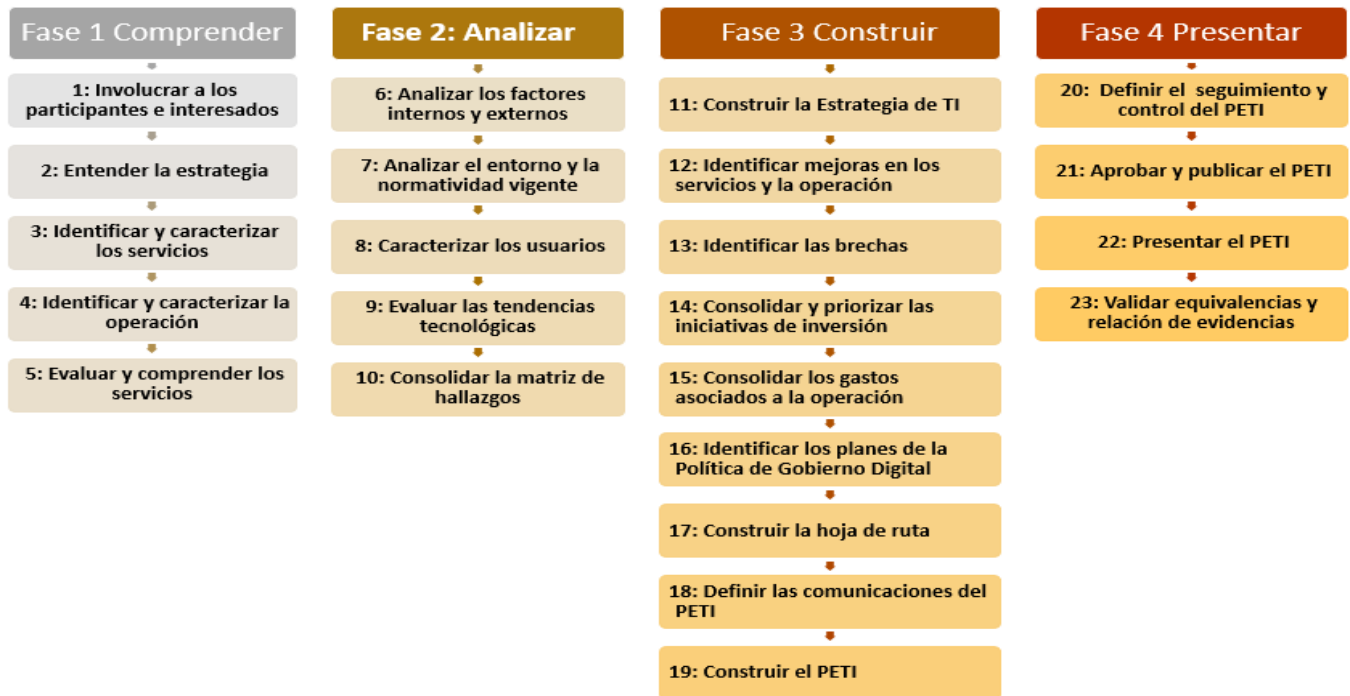 Fase 1 Comprender
1: Involucrar a los
participantes e interesados
2: Entender la estrategia
3: Identificar y caracterizar
los servicios
4: Identificar y caracterizar la
operación
5: Evaluar y comprender los
servicios
Fase 2: Analizar
6: Analizar los factores
internos y externos
7: Analizar el entorno y la
normatividad vigente
8: Caracterizar los usuarios
9: Evaluar las tendencias
tecnológicas
10: Consolidar la matriz de
hallazgos
Fase 3 Construir
11: Construir la Estrategia de TI
12: Identificar mejoras en los
servicios y la operación
13: Identificar las brechas
14: Consolidar y priorizar las
iniciativas de inversión
15: Consolidar los gastos
asociados a la operación
16: Identificar los planes de la
Política de Gobierno Digital
17: Construir la hoja de ruta
18: Definir las comunicaciones del
PETI
19: Construir el PETI
Fase 4 Presentar
20: Definir el seguimiento y
control del PETI
21: Aprobar y publicar el PETI
22: Presentar el PETI
23: Validar equivalencias y
relación de evidencias